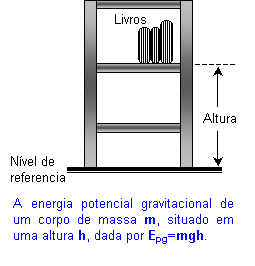 Livros
Altura
Nível de
referencia
A energia potencial gravitacional de
um corpo de massa m, situado em
uma altura h, dada por Epg=mgh.